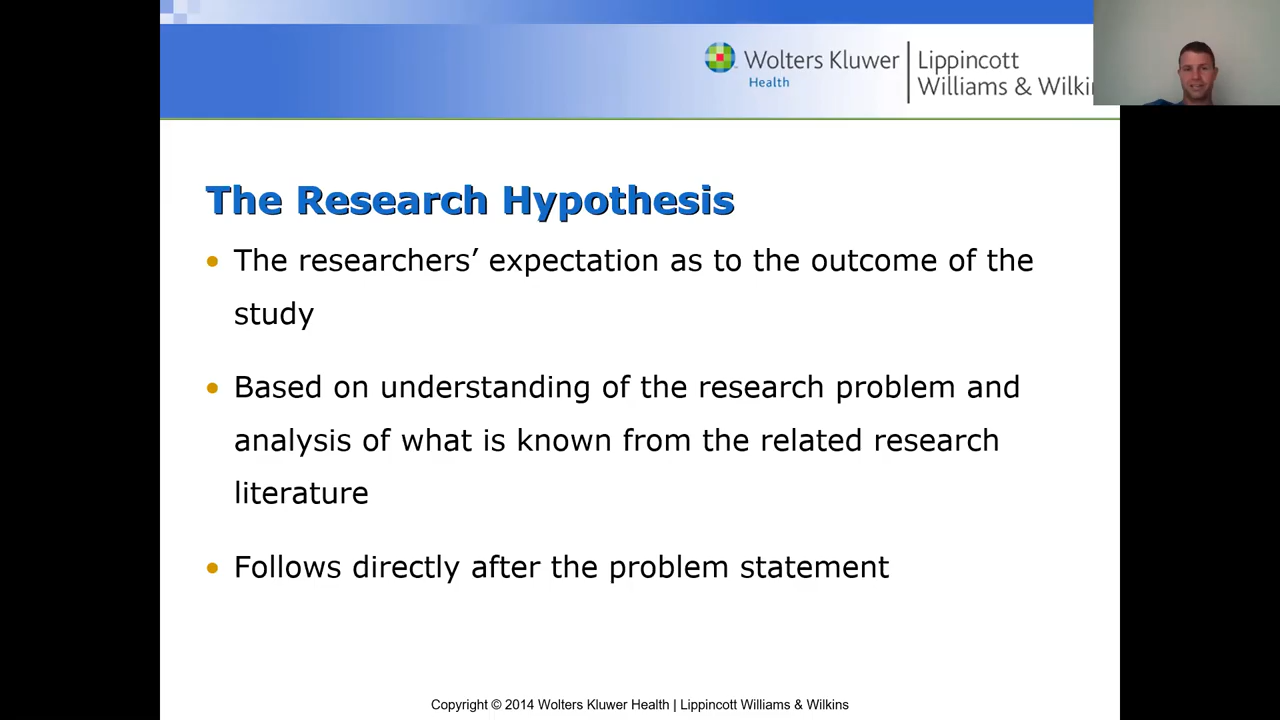 Wolters Kluwer
Health
Lippincott
Williams & Wilki
The Research Hypothesis
• The researchers’ expectation as to the outcome of the
study
• Based on understanding of the research problem and
analysis of what is known from the related research
literature
• Follows directly after the problem statement
Copyright © 2014 Wolters Kluwer Health | Lippincott Williams & Wilkins